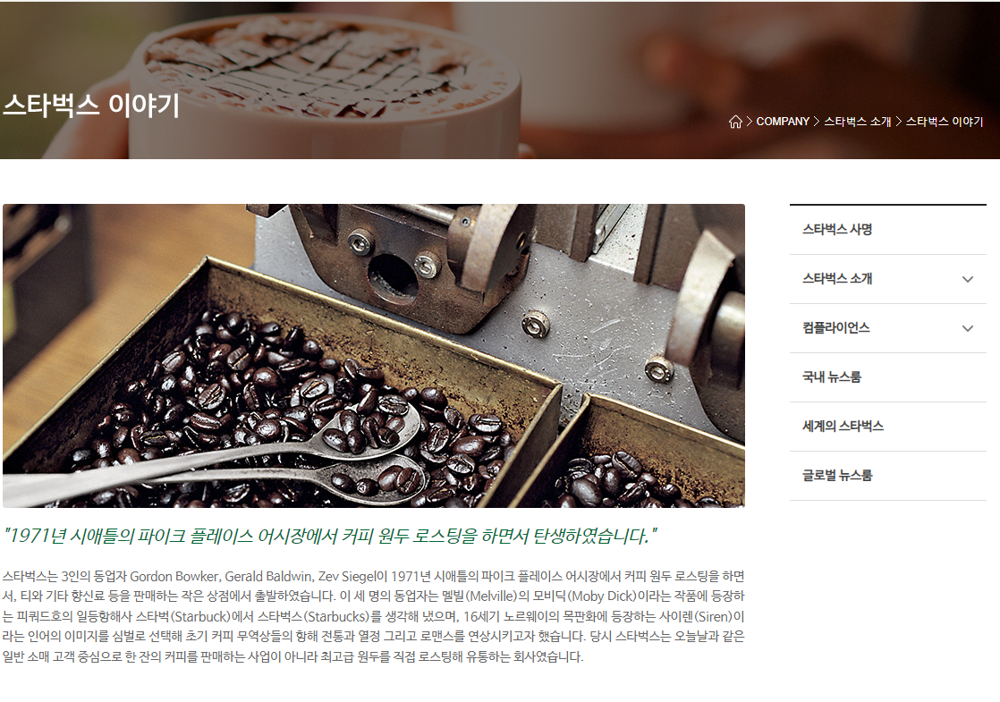 스타벅스 이야기
COMPANY > 스타벅스 소개 > 스타벅스 이야기
스타벅스 사명
스타벅스 소개
컴플라이언스
국내 뉴스룸
세계의 스타벅스
글로벌 뉴스룸
"1971년 시애틀의 파이크 플레이스 어시장에서 커피 원두 로스팅을 하면서 탄생하였습니다."
스타벅스는 3인의 동업자 Gordon Bowker, Gerald Baldwin, Zev Siegel이 1971년 시애틀의 파이크 플레이스 어시장에서 커피 원두 로스팅을 하면
서, 티와 기타 향신료 등을 판매하는 작은 상점에서 출발하였습니다. 이 세 명의 동업자는 멜빌(Melville)의 모비딕(Moby Dick)이라는 작품에 등장하
는 피쿼드호의 일등항해사 스타벅(Starbuck)에서 스타벅스(Starbucks)를 생각해 냈으며, 16세기 노르웨이의 목판화에 등장하는 사이렌(Siren)이
라는 인어의 이미지를 심벌로 선택해 초기 커피 무역상들의 항해 전통과 열정 그리고 로맨스를 연상시키고자 했습니다. 당시 스타벅스는 오늘날과 같은
일반 소매 고객 중심으로 한 잔의 커피를 판매하는 사업이 아니라 최고급 원두를 직접 로스팅해 유통하는 회사였습니다.